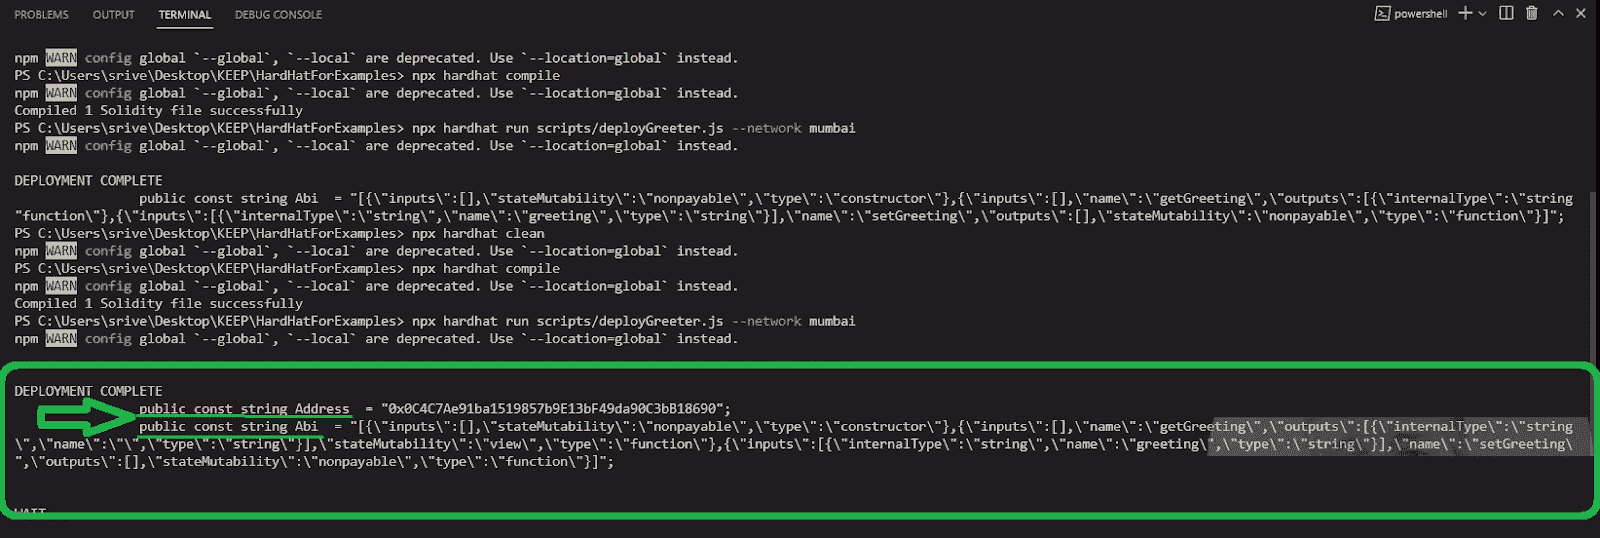 PROBLEMS OUTPUT TERMINAL DEBUG CONSOLE powershell
npm WARN config global `--global`, `--local` are deprecated. Use `--location=global` instead.
PS C:\Users\srive\Desktop\KEEP\HardHatForExamples> npx hardhat compile
npm WARN config global `--global`, `--local` are deprecated. Use `--location=global` instead.
Compiled 1 Solidity file successfully
PS C:\Users\srive\Desktop\KEEP\HardHatForExamples> npx hardhat run scripts/deployGreeter.js --network mumbai
npm WARN config global `--global`, `--local` are deprecated. Use `--location=global` instead.
DEPLOYMENT COMPLETE
public const string Abi  = "[{\"inputs\":[],\"stateMutability\":\"nonpayable\",\"type\":\"constructor\"},{\"inputs\":[],\"name\":\"getGreeting\",\"outputs\":[{\"internalType\":\"string
"function\"},{\"inputs\":[{\"internalType\":\"string\",\"name\":\"greeting\",\"type\":\"string\"}],\"name\":\"setGreeting\",\"outputs\":[],\"stateMutability\":\"nonpayable\",\"type\":\"function\"}]";
PS C:\Users\srive\Desktop\KEEP\HardHatForExamples> npx hardhat clean
npm WARN config global `--global`, `--local` are deprecated. Use `--location=global` instead.
PS C:\Users\srive\Desktop\KEEP\HardHatForExamples> npx hardhat compile
npm WARN config global `--global`, `--local` are deprecated. Use `--location=global` instead.
Compiled 1 Solidity file successfully
PS C:\Users\srive\Desktop\KEEP\HardHatForExamples> npx hardhat run scripts/deployGreeter.js --network mumbai
npm WARN config global `--global`, `--local` are deprecated. Use `--location=global` instead.
DEPLOYMENT COMPLETE
public const string Address  = "0x0C4C7Ae91ba1519857b9E13bF49da90C3bB18690";
public const string Abi  = "[{\"inputs\":[],\"stateMutability\":\"nonpayable\",\"type\":\"constructor\"},{\"inputs\":[],\"name\":\"getGreeting\",\"outputs\":[{\"internalType\":\"string
\",\"name\":\"\",\"type\":\"string\"}],\"stateMutability\":\"view\",\"type\":\"function\"},{\"inputs\":[{\"internalType\":\"string\",\"name\":\"greeting\",\"type\":\"string\"}],\"name\":\"setGreeting\
",\"outputs\":[],\"stateMutability\":\"nonpayable\",\"type\":\"function\"}]";
WAIT